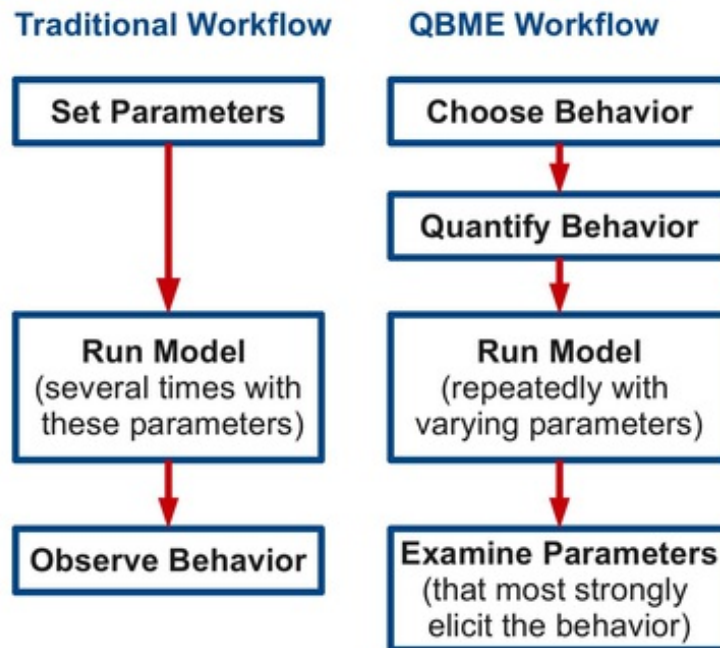 Traditional Workflow
Set Parameters
Run Model
(several times with
these parameters)
Observe Behavior
QBME Workflow
Choose Behavior
Quantify Behavior
Run Model
(repeatedly with
varying parameters)
Examine Parameters
(that most strongly
elicit the behavior)